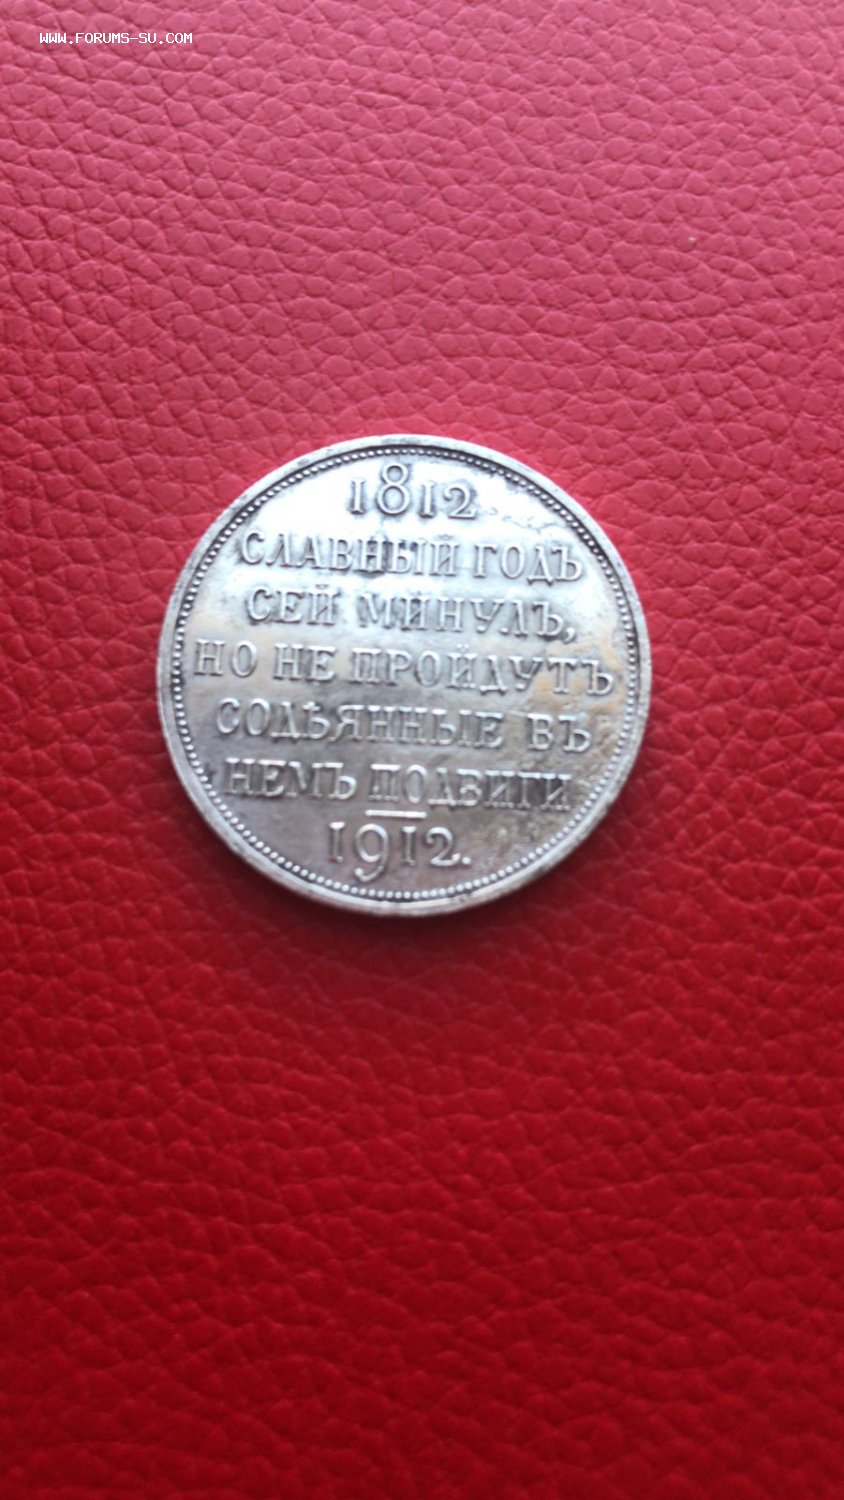 WWW.FORUMS-SU.COM
1812
СЛАВНЫЙ ГОДЪ
СЕЙ МИНУЛЪ,
НО НЕ ПРОЙДУТЪ
СОДѢЯННЫЕ ВЪ
НЕМЪ ПОДВИГИ
1912.